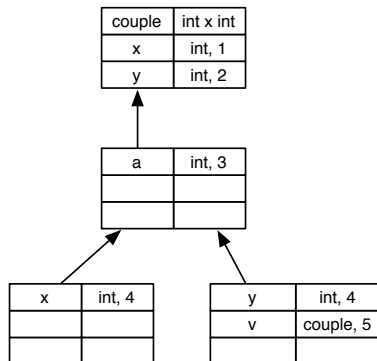 couple int x int
x int, 1
y int, 2
a int, 3
x int, 4
y int, 4
v couple, 5